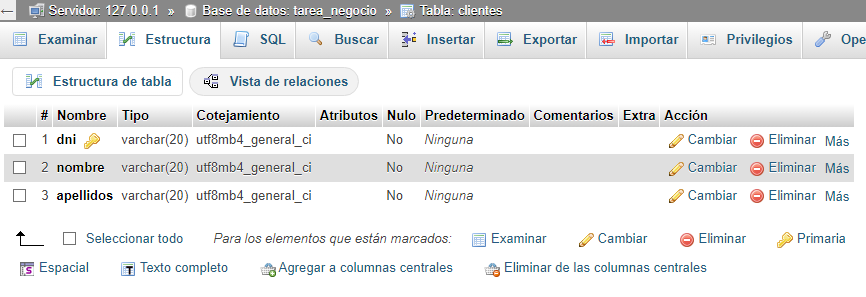 ← Servidor: 127.0.0.1 » Base de datos: tarea_negocio » Tabla: clientes
Examinar Estructura SQL Buscar Insertar Exportar Importar Privilegios Ope
Estructura de tabla Vista de relaciones
# Nombre Tipo Cotejamiento Atributos Nulo Predeterminado Comentarios Extra Acción
1 dni varchar(20) utf8mb4_general_ci No Ninguna Cambiar Eliminar Más
2 nombre varchar(20) utf8mb4_general_ci No Ninguna Cambiar Eliminar Más
3 apellidos varchar(20) utf8mb4_general_ci No Ninguna Cambiar Eliminar Más
Seleccionar todo Para los elementos que están marcados: Examinar Cambiar Eliminar Primaria
Espacial Texto completo Agregar a columnas centrales Eliminar de las columnas centrales